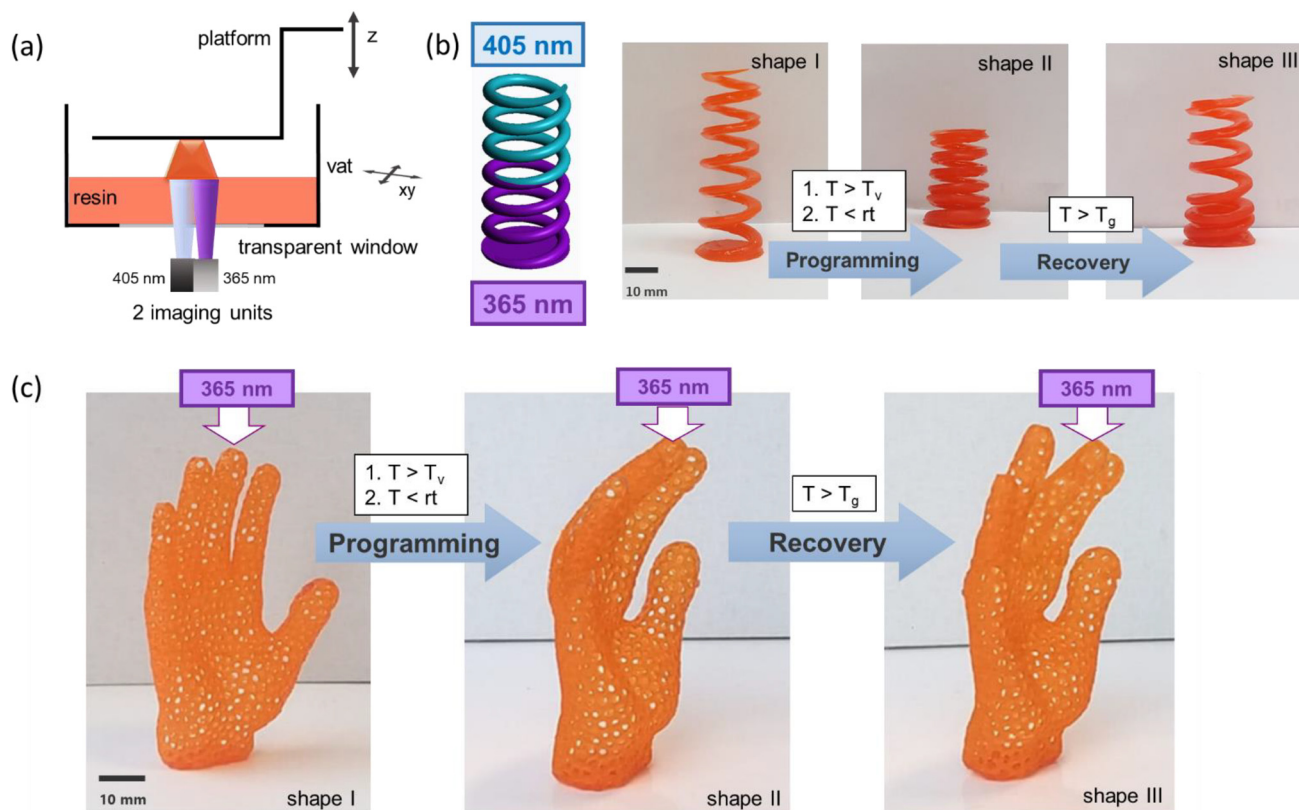 (a)
platform
z
vat
xy
resin
transparent window
405 nm
365 nm
2 imaging units
(b)
405 nm
365 nm
shape I
10 mm
1. T > Tᵥ
2. T < rt
Programming
shape II
T > T_g
Recovery
shape III
(c)
365 nm
10 mm
shape I
1. T > Tᵥ
2. T < rt
Programming
365 nm
shape II
T > T_g
Recovery
365 nm
shape III